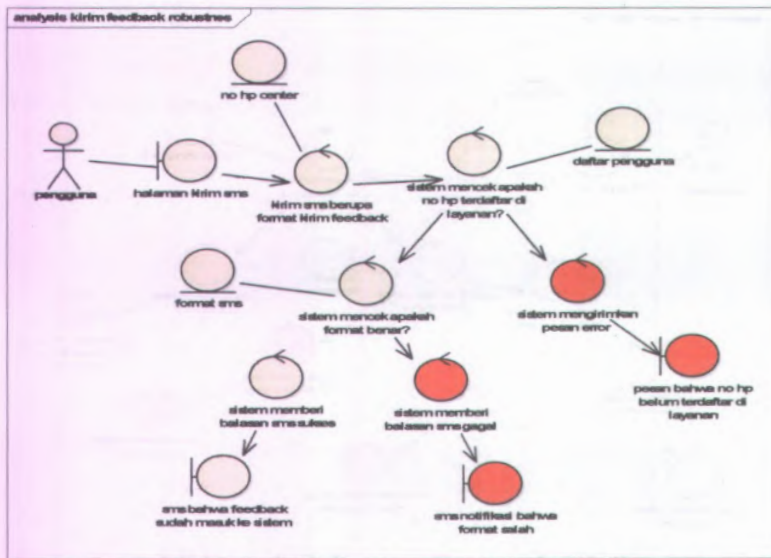 analysis kirim feedback robustnes
no hp center
pengguna
halaman kirim sms
kirim sms berupa
format kirim feedback
sistem mencek apakah
no hp terdaftar di
layanan?
daftar pengguna
format sms
sistem mencek apakah
format benar?
sistem mengirimkan
pesan error
pesan bahwa no hp
belum terdaftar di
layanan
sistem memberi
balasan sms sukses
sistem memberi
balasan sms gagal
sms bahwa feedback
sudah masuk ke sistem
sms notifikasi bahwa
format salah